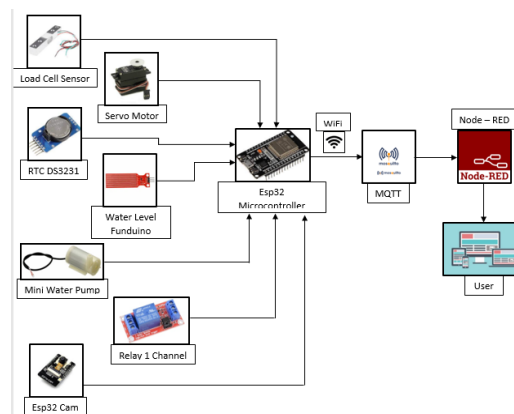 Load Cell Sensor
Servo Motor
RTC DS3231
Water Level
Funduino
Mini Water Pump
Relay 1 Channel
Esp32 Cam
Esp32
Microcontroller
WiFi
MQTT
Node – RED
Node-RED
User